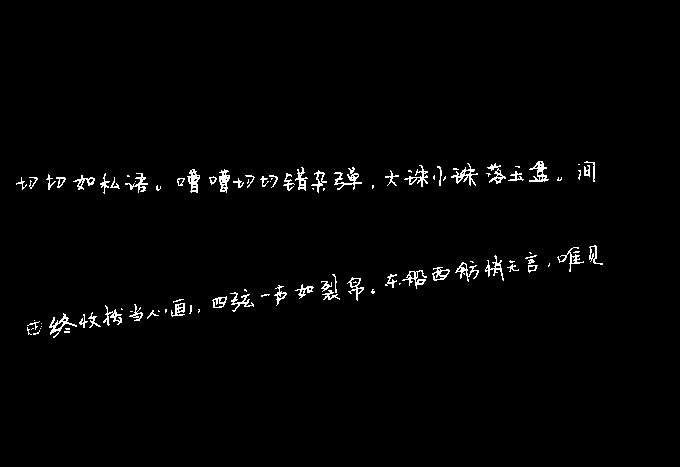 切切如私语。嘈嘈切切错杂弹,大珠小珠落玉盘。间
曲终收拨当心画,四弦一声如裂帛。东船西舫悄无言,唯见